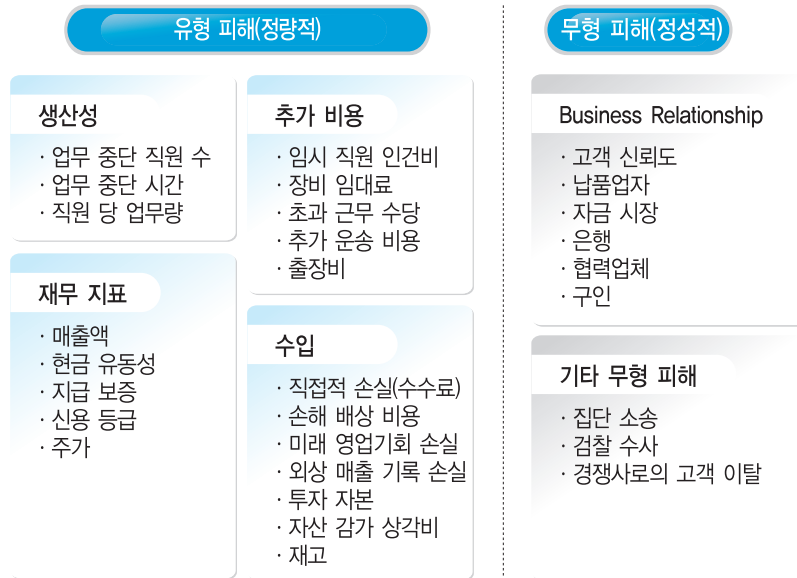 유형 피해(정량적)
생산성
· 업무 중단 직원 수
· 업무 중단 시간
· 직원 당 업무량
재무 지표
· 매출액
· 현금 유동성
· 지급 보증
· 신용 등급
· 주가
추가 비용
· 임시 직원 인건비
· 장비 임대료
· 초과 근무 수당
· 추가 운송 비용
· 출장비
수입
· 직접적 손실(수수료)
· 손해 배상 비용
· 미래 영업기회 손실
· 외상 매출 기록 손실
· 투자 자본
· 자산 감가 상각비
· 재고
무형 피해(정성적)
Business Relationship
· 고객 신뢰도
· 납품업자
· 자금 시장
· 은행
· 협력업체
· 구인
기타 무형 피해
· 집단 소송
· 검찰 수사
· 경쟁사로의 고객 이탈